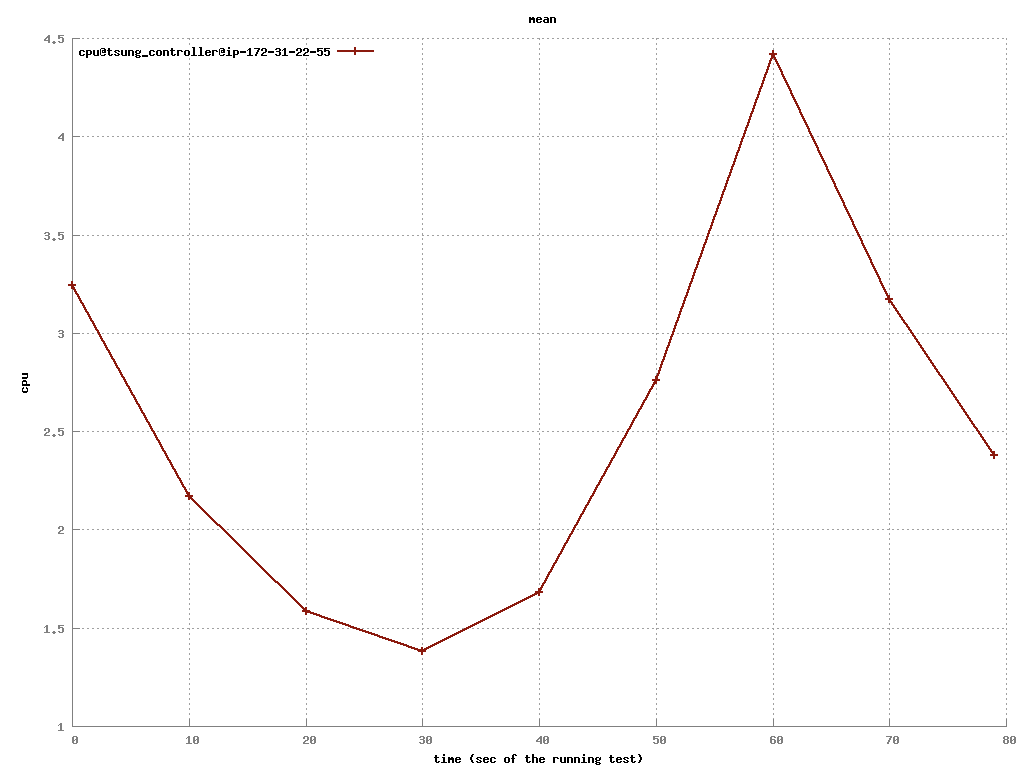 mean
cpu@tsung_controller@ip-172-31-22-55
4.5
4
3.5
3
2.5
2
1.5
1
cpu
0 10 20 30 40 50 60 70 80
time (sec of the running test)